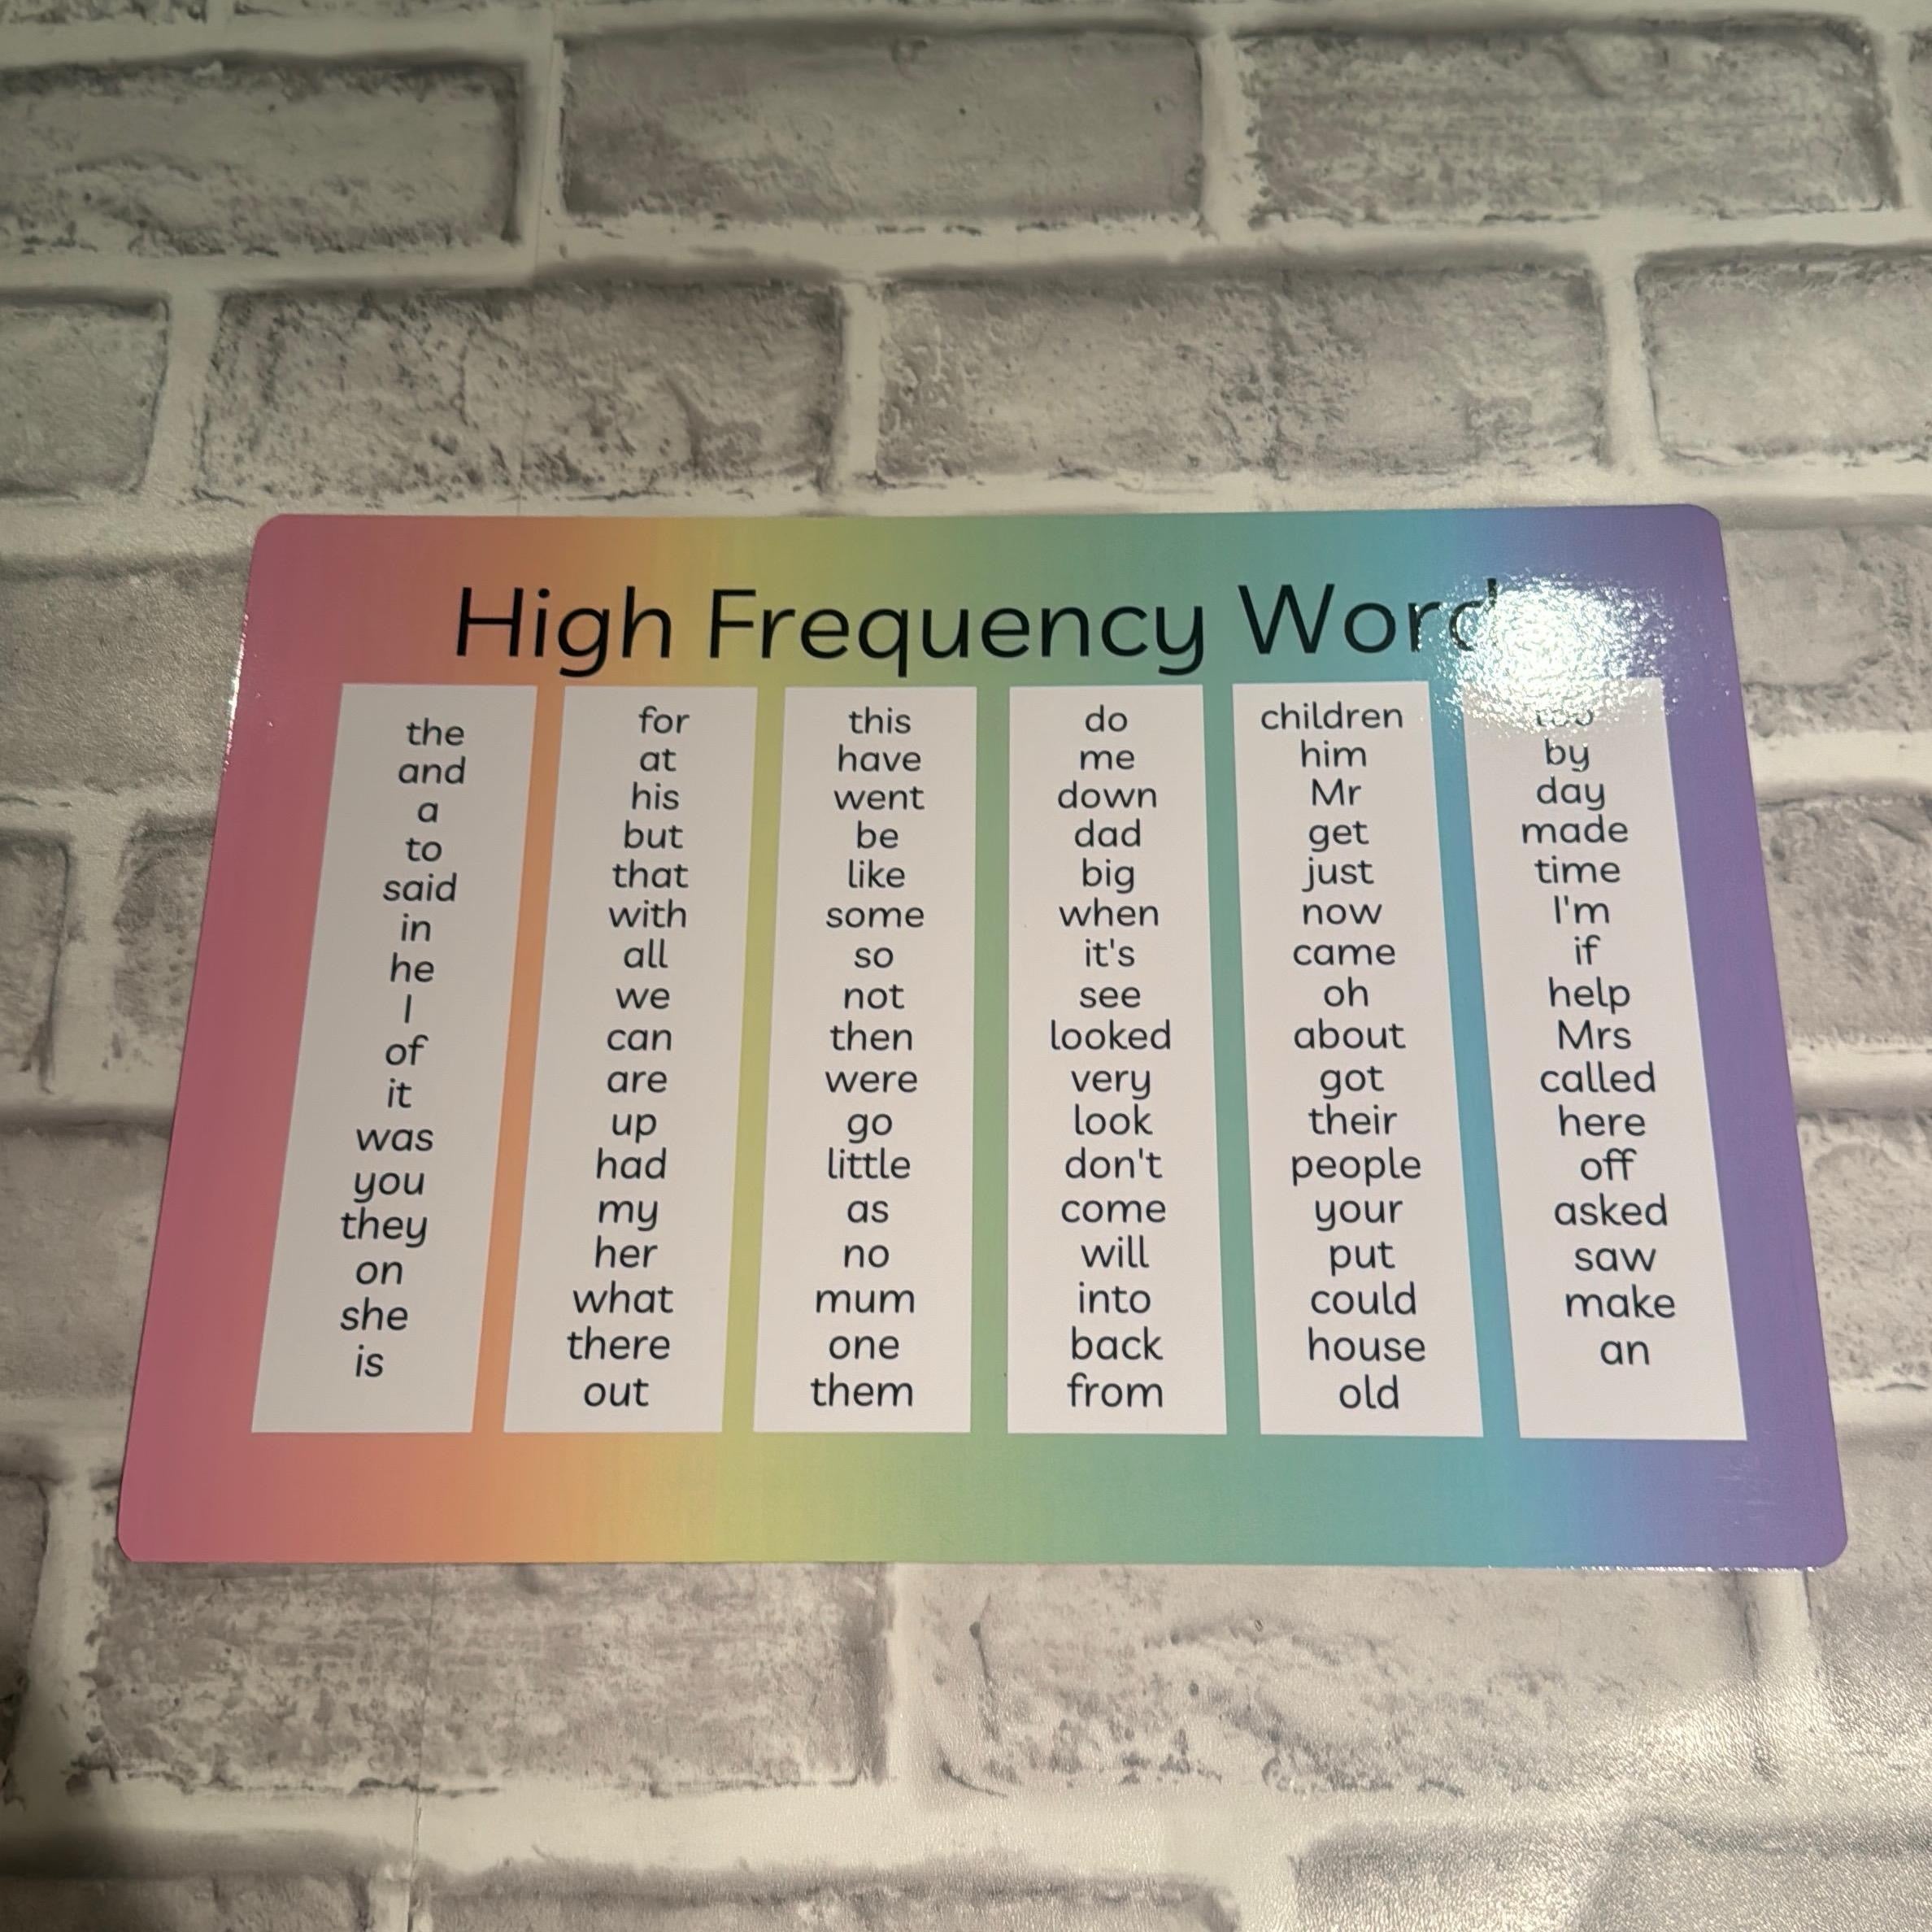 High Frequency Word
the
and
a
to
said
in
he
I
of
it
was
you
they
on
she
is
for
at
his
but
that
with
all
we
can
are
up
had
my
her
what
there
out
this
have
went
be
like
some
so
not
then
were
go
little
as
no
mum
one
them
do
me
down
dad
big
when
it's
see
looked
very
look
don't
come
will
into
back
from
children
him
Mr
get
just
now
came
oh
about
got
their
people
your
put
could
house
old
by
day
made
time
I'm
if
help
Mrs
called
here
off
asked
saw
make
an